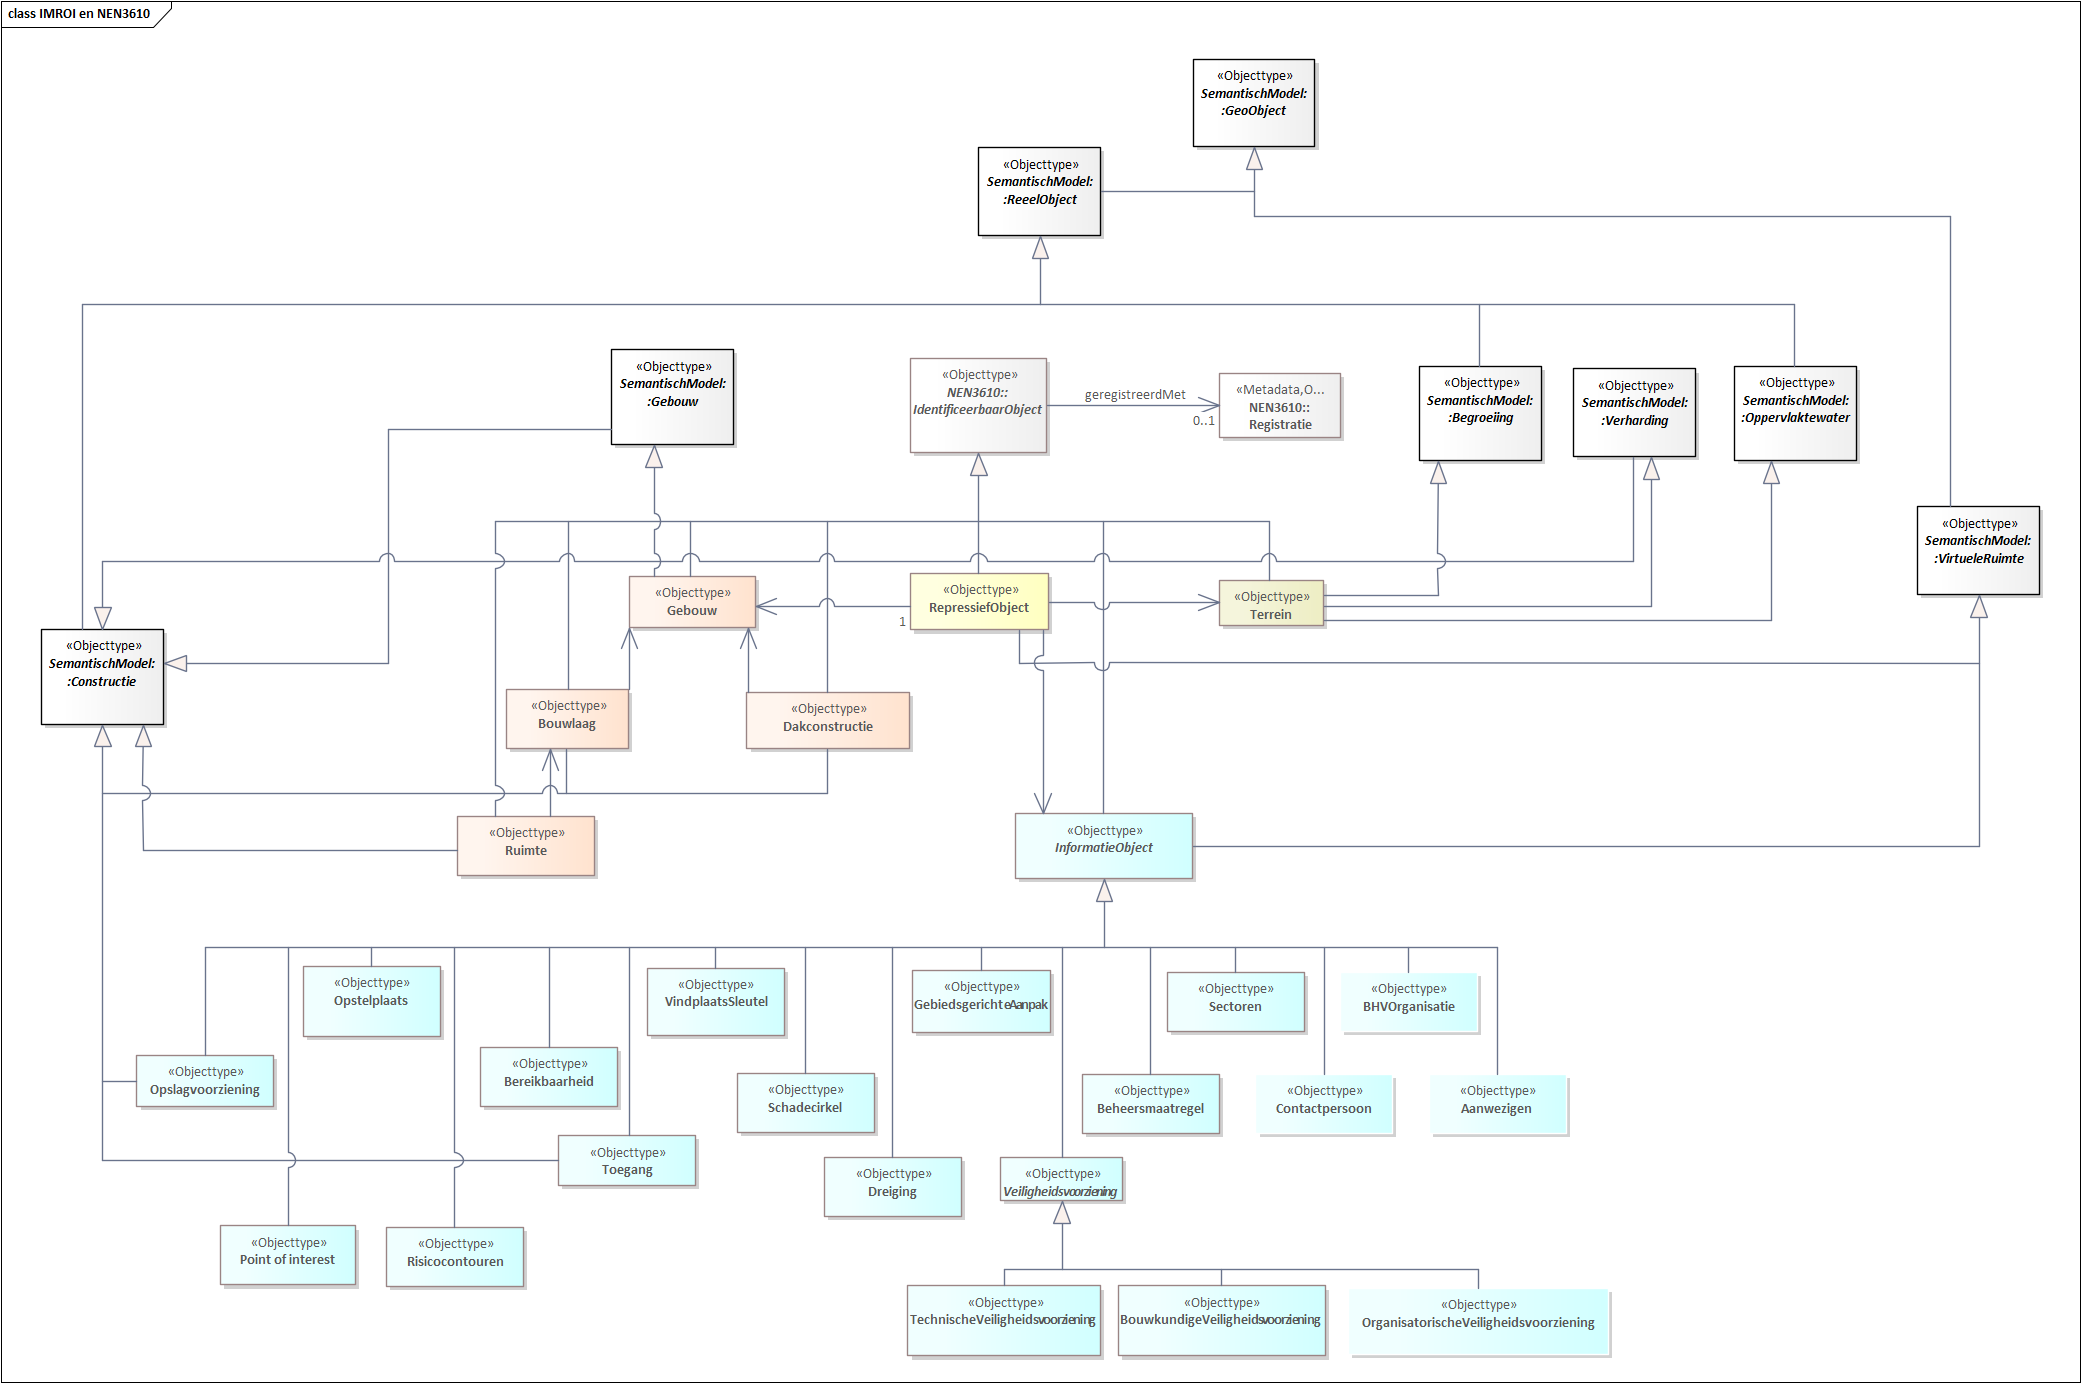 class IMROI en NEN3610
«Objecttype»
SemantischModel:
:GeoObject
«Objecttype»
SemantischModel:
:ReeelObject
«Objecttype»
SemantischModel:
:Gebouw
«Objecttype»
NEN3610::
IdentificeerbaarObject
geregistreerdMet
0..1
«Metadata,O...
NEN3610::
Registratie
«Objecttype»
SemantischModel:
:Begroeiing
«Objecttype»
SemantischModel:
:Verharding
«Objecttype»
SemantischModel:
:Oppervlaktewater
«Objecttype»
SemantischModel:
:VirtueleRuimte
«Objecttype»
Gebouw
«Objecttype»
RepressiefObject
1
«Objecttype»
Terrein
«Objecttype»
SemantischModel:
:Constructie
«Objecttype»
Bouwlaag
«Objecttype»
Dakconstructie
«Objecttype»
Ruimte
«Objecttype»
InformatieObject
«Objecttype»
Opstelplaats
«Objecttype»
VindplaatsSleutel
«Objecttype»
GebiedsgerichteAanpak
«Objecttype»
Sectoren
«Objecttype»
BHVOrganisatie
«Objecttype»
Opslagvoorziening
«Objecttype»
Bereikbaarheid
«Objecttype»
Schadecirkel
«Objecttype»
Beheersmaatregel
«Objecttype»
Contactpersoon
«Objecttype»
Aanwezigen
«Objecttype»
Toegang
«Objecttype»
Dreiging
«Objecttype»
Veiligheidsvoorziening
«Objecttype»
Point of interest
«Objecttype»
Risicocontouren
«Objecttype»
TechnischeVeiligheidsvoorziening
«Objecttype»
BouwkundigeVeiligheidsvoorziening
«Objecttype»
OrganisatorischeVeiligheidsvoorziening